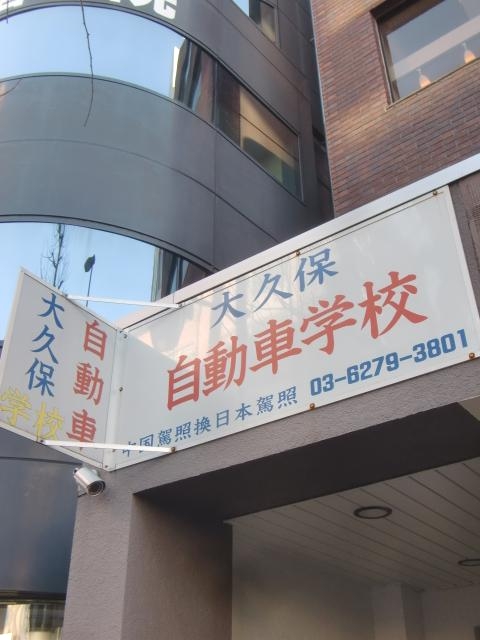 大久保
自動車学校
中国駕照換日本駕照 03-6279-3801
大久保
自動車
学校